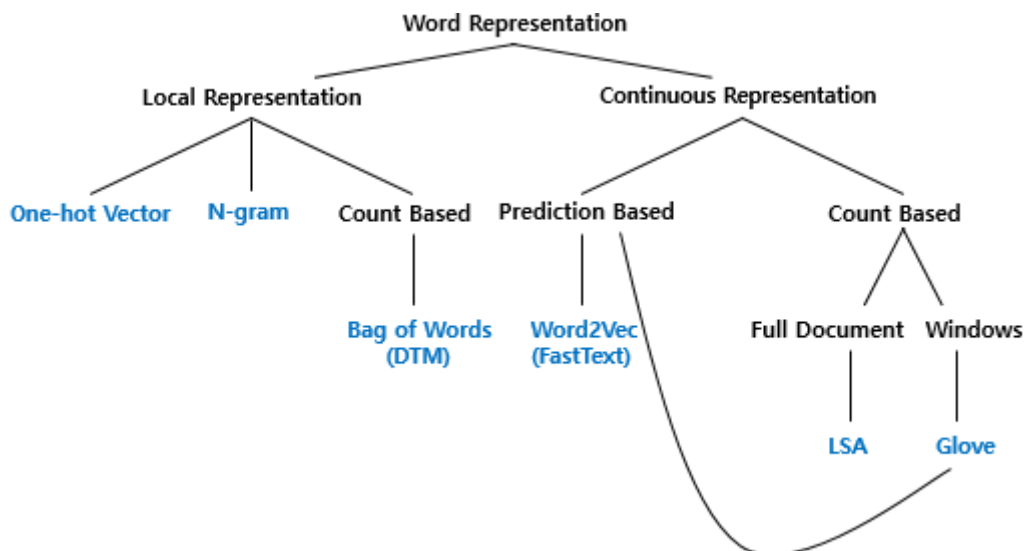 Word Representation
Local Representation
Continuous Representation
One-hot Vector
N-gram
Count Based
Prediction Based
Count Based
Bag of Words
(DTM)
Word2Vec
(FastText)
Full Document
Windows
LSA
Glove